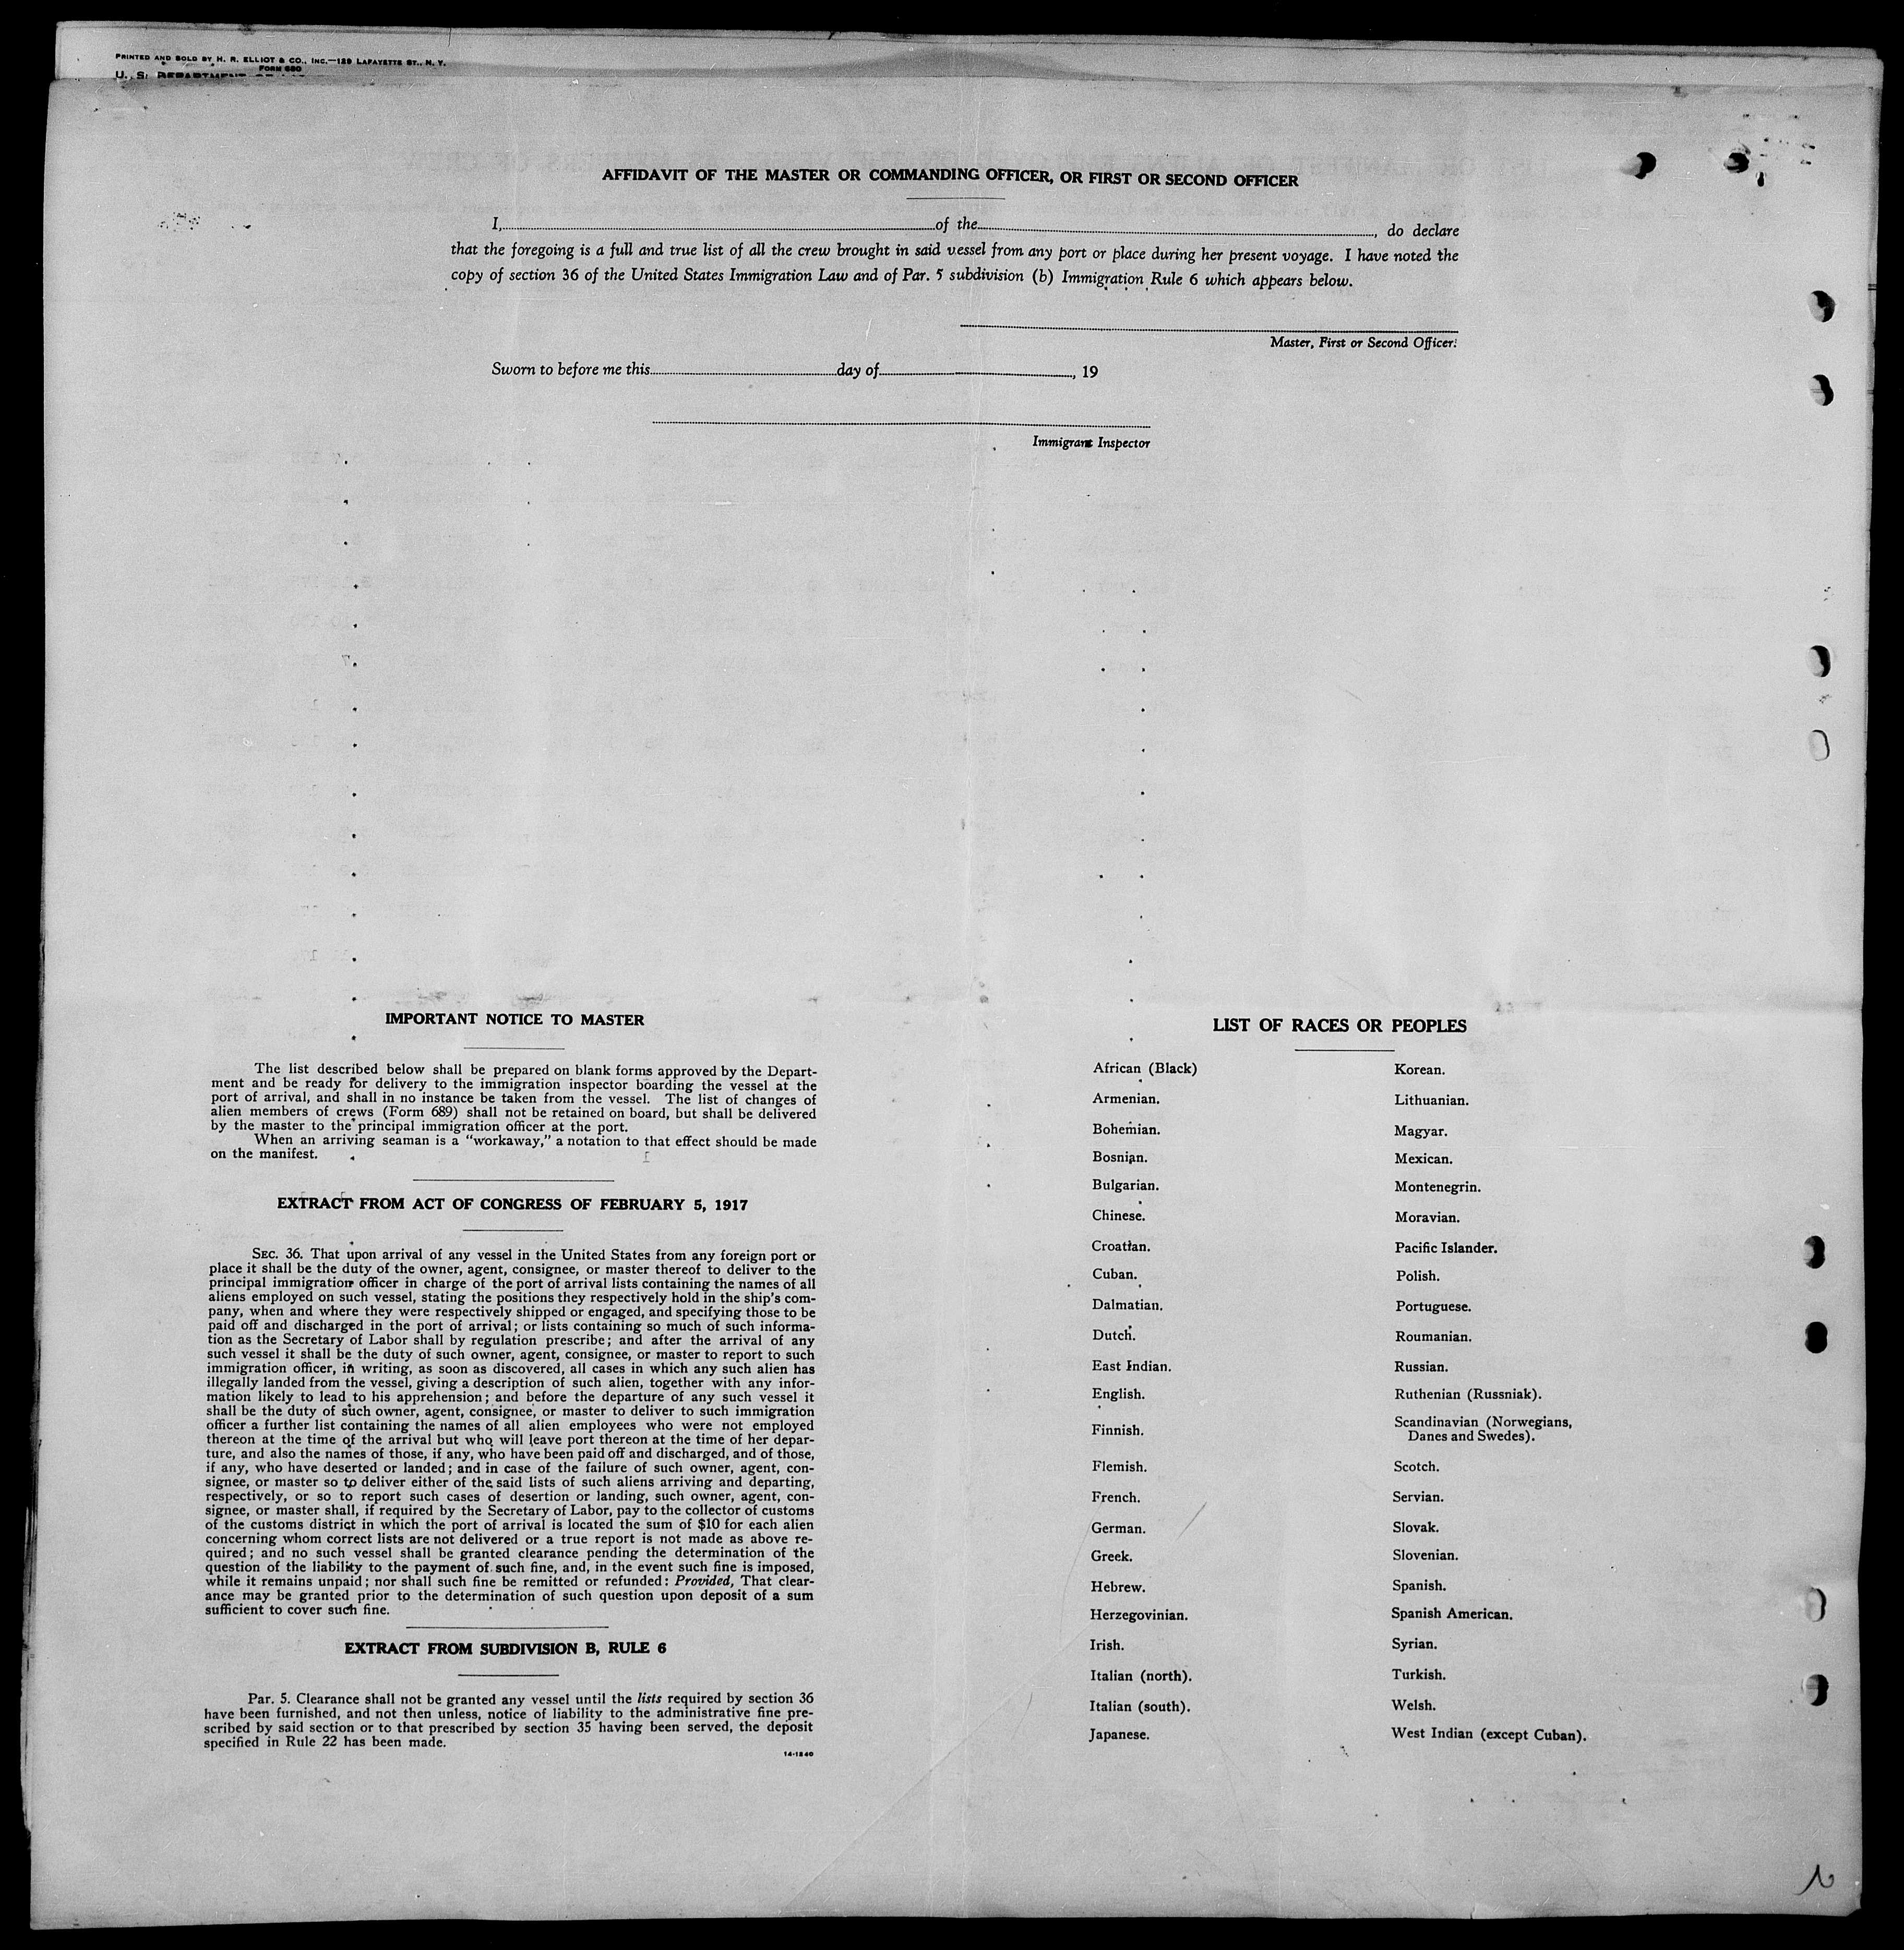 PRINTED AND SOLD BY H. R. ELLIOT & CO., INC.—129 LAFAYETTE ST., N. Y.
FORM 680
U. S. DEPARTMENT OF
AFFIDAVIT OF THE MASTER OR COMMANDING OFFICER, OR FIRST OR SECOND OFFICER
I, of the , do declare
that the foregoing is a full and true list of all the crew brought in said vessel from any port or place during her present voyage. I have noted the
copy of section 36 of the United States Immigration Law and of Par. 5 subdivision (b) Immigration Rule 6 which appears below.
Master, First or Second Officer.
Sworn to before me this day of , 19
Immigrant Inspector
IMPORTANT NOTICE TO MASTER
The list described below shall be prepared on blank forms approved by the Depart-
ment and be ready for delivery to the immigration inspector boarding the vessel at the
port of arrival, and shall in no instance be taken from the vessel. The list of changes of
alien members of crews (Form 689) shall not be retained on board, but shall be delivered
by the master to the principal immigration officer at the port.
When an arriving seaman is a "workaway," a notation to that effect should be made
on the manifest.
EXTRACT FROM ACT OF CONGRESS OF FEBRUARY 5, 1917
SEC. 36. That upon arrival of any vessel in the United States from any foreign port or
place it shall be the duty of the owner, agent, consignee, or master thereof to deliver to the
principal immigration officer in charge of the port of arrival lists containing the names of all
aliens employed on such vessel, stating the positions they respectively hold in the ship's com-
pany, when and where they were respectively shipped or engaged, and specifying those to be
paid off and discharged in the port of arrival; or lists containing so much of such informa-
tion as the Secretary of Labor shall by regulation prescribe; and after the arrival of any
such vessel it shall be the duty of such owner, agent, consignee, or master to report to such
immigration officer, in writing, as soon as discovered, all cases in which any such alien has
illegally landed from the vessel, giving a description of such alien, together with any infor-
mation likely to lead to his apprehension; and before the departure of any such vessel it
shall be the duty of such owner, agent, consignee, or master to deliver to such immigration
officer a further list containing the names of all alien employees who were not employed
thereon at the time of the arrival but who will leave port thereon at the time of her depar-
ture, and also the names of those, if any, who have been paid off and discharged, and of those,
if any, who have deserted or landed; and in case of the failure of such owner, agent, con-
signee, or master so to deliver either of the said lists of such aliens arriving and departing,
respectively, or so to report such cases of desertion or landing, such owner, agent, con-
signee, or master shall, if required by the Secretary of Labor, pay to the collector of customs
of the customs district in which the port of arrival is located the sum of $10 for each alien
concerning whom correct lists are not delivered or a true report is not made as above re-
quired; and no such vessel shall be granted clearance pending the determination of the
question of the liability to the payment of such fine, and, in the event such fine is imposed,
while it remains unpaid; nor shall such fine be remitted or refunded: Provided, That clear-
ance may be granted prior to the determination of such question upon deposit of a sum
sufficient to cover such fine.
EXTRACT FROM SUBDIVISION B, RULE 6
Par. 5. Clearance shall not be granted any vessel until the lists required by section 36
have been furnished, and not then unless, notice of liability to the administrative fine pre-
scribed by said section or to that prescribed by section 35 having been served, the deposit
specified in Rule 22 has been made.
14-1240
LIST OF RACES OR PEOPLES
African (Black)
Armenian.
Bohemian.
Bosnian.
Bulgarian.
Chinese.
Croatian.
Cuban.
Dalmatian.
Dutch.
East Indian.
English.
Finnish.
Flemish.
French.
German.
Greek.
Hebrew.
Herzegovinian.
Irish.
Italian (north).
Italian (south).
Japanese.
Korean.
Lithuanian.
Magyar.
Mexican.
Montenegrin.
Moravian.
Pacific Islander.
Polish.
Portuguese.
Roumanian.
Russian.
Ruthenian (Russniak).
Scandinavian (Norwegians,
Danes and Swedes).
Scotch.
Servian.
Slovak.
Slovenian.
Spanish.
Spanish American.
Syrian.
Turkish.
Welsh.
West Indian (except Cuban).